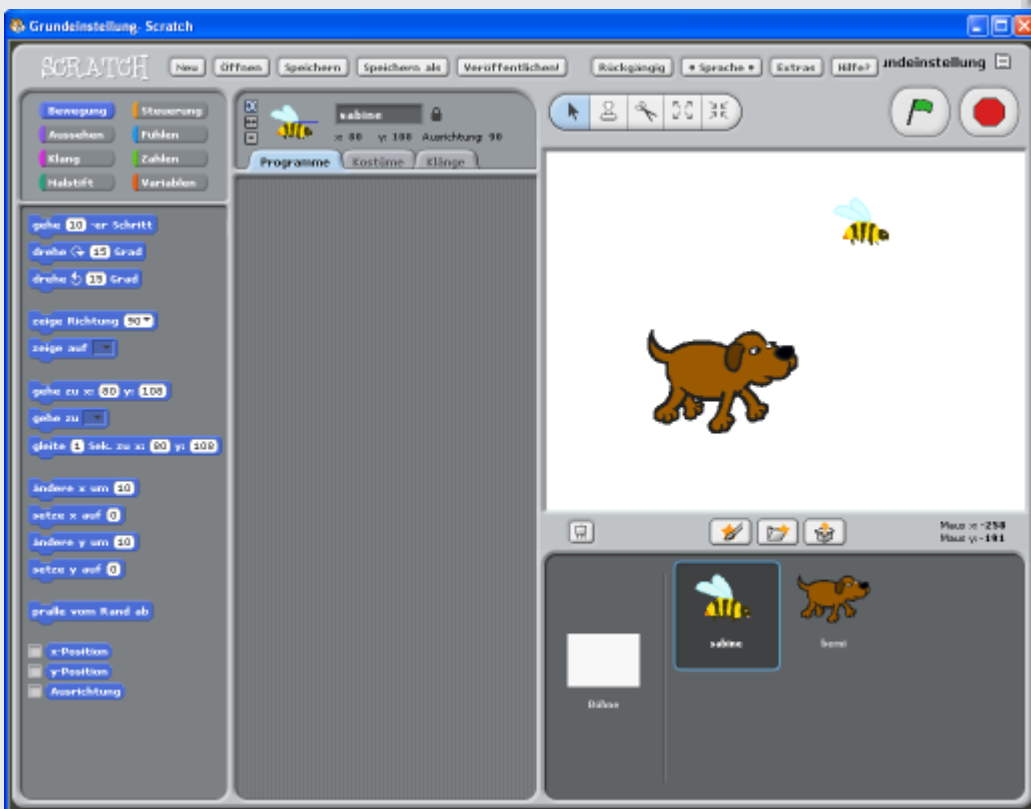 Grundeinstellung- Scratch
SCRATCH
Neu Öffnen Speichern Speichern als Veröffentlichen! Rückgängig • Sprache • Extras Hilfe? undeinstellung
Bewegung Steuerung
Aussehen Fühlen
Klang Zahlen
Malstift Variablen
sabine
x: 80 y: 108 Ausrichtung: 90
Programme Kostüme Klänge
gehe 10 -er Schritt
drehe 15 Grad
drehe 15 Grad
zeige Richtung 90
zeige auf
gehe zu x: 80 y: 108
gehe zu
gleite 1 Sek. zu x: 80 y: 108
ändere x um 10
setze x auf 0
ändere y um 10
setze y auf 0
pralle vom Rand ab
x-Position
y-Position
Ausrichtung
Maus x: -258
Maus y: -191
sabine
Bühne